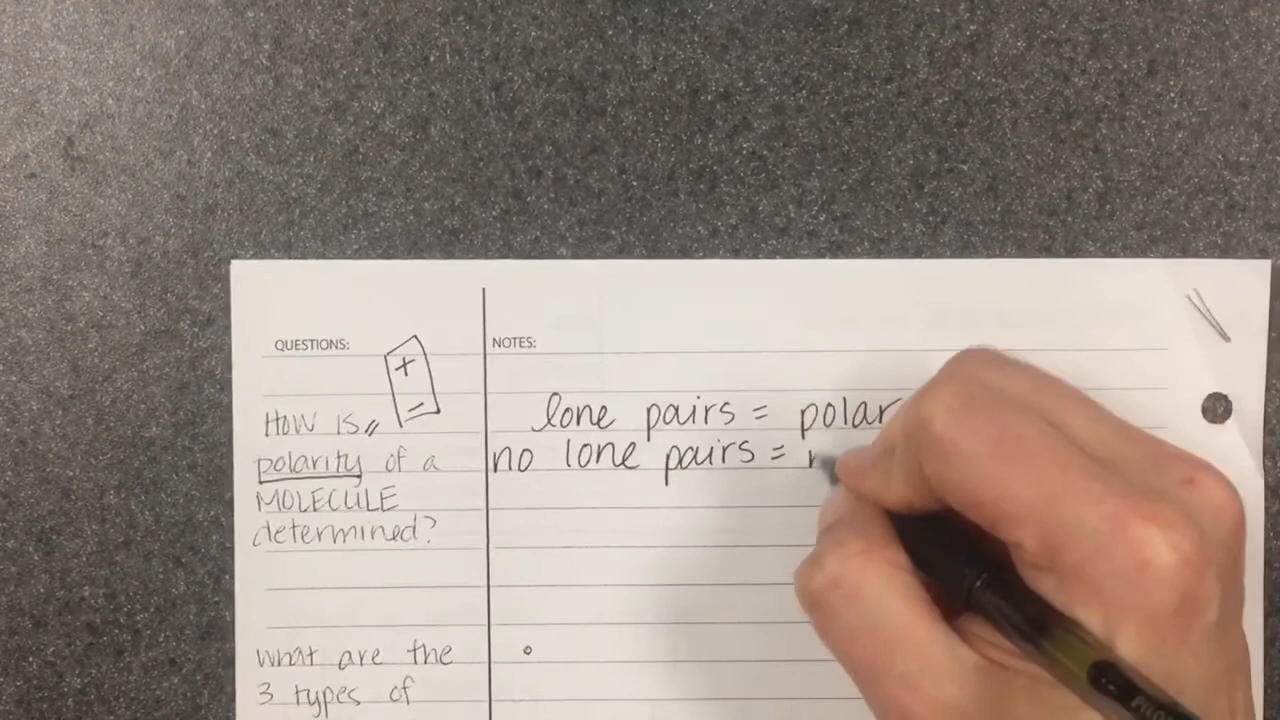 QUESTIONS:
NOTES:
+
-
How is
polarity of a
MOLECULE
determined?
lone pairs = polar
no lone pairs =
what are the
3 types of
PILO